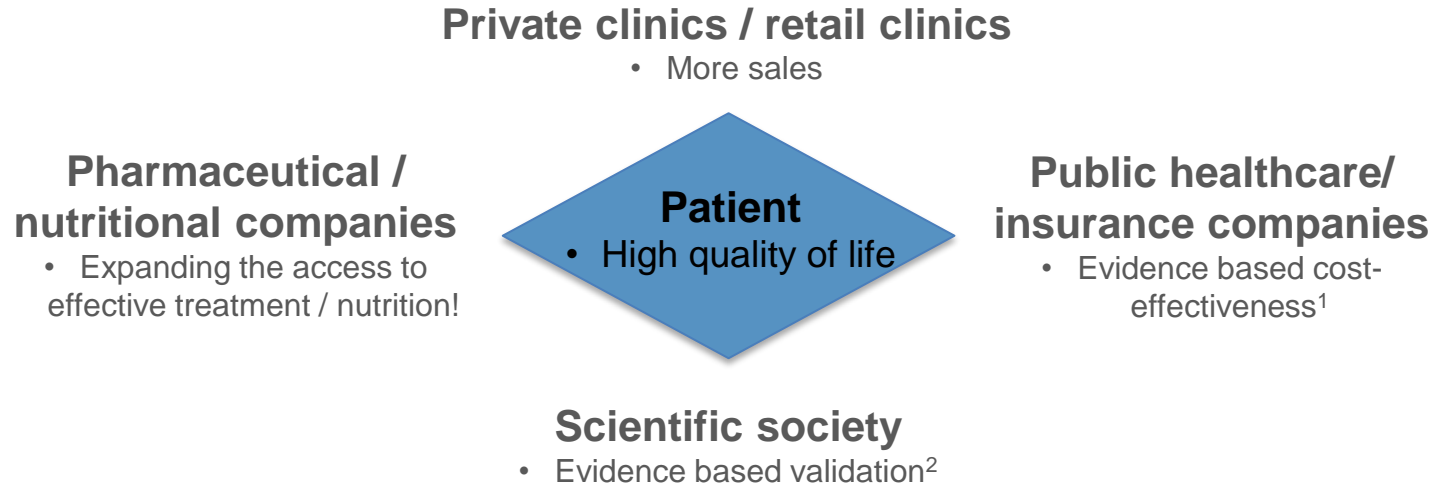 Private clinics / retail clinics
• More sales
Pharmaceutical /
nutritional companies
• Expanding the access to
effective treatment / nutrition!
Patient
• High quality of life
Public healthcare/
insurance companies
• Evidence based cost-
effectiveness¹
Scientific society
• Evidence based validation²